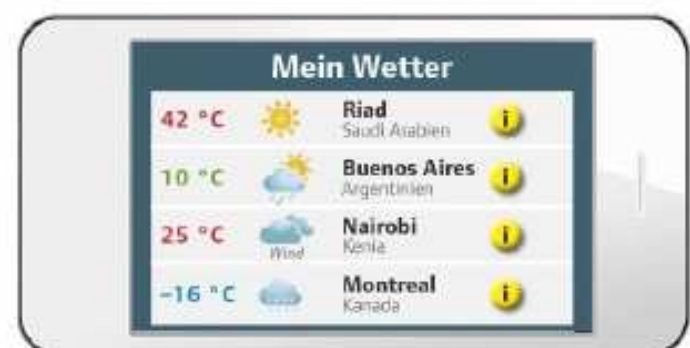 Mein Wetter
42 °C
Riad
i
Saudi Arabien
10 °C
Buenos Aires
i
Argentinien
25 °C
Wind
Nairobi
i
Kenia
-16 °C
Montreal
i
Kanada